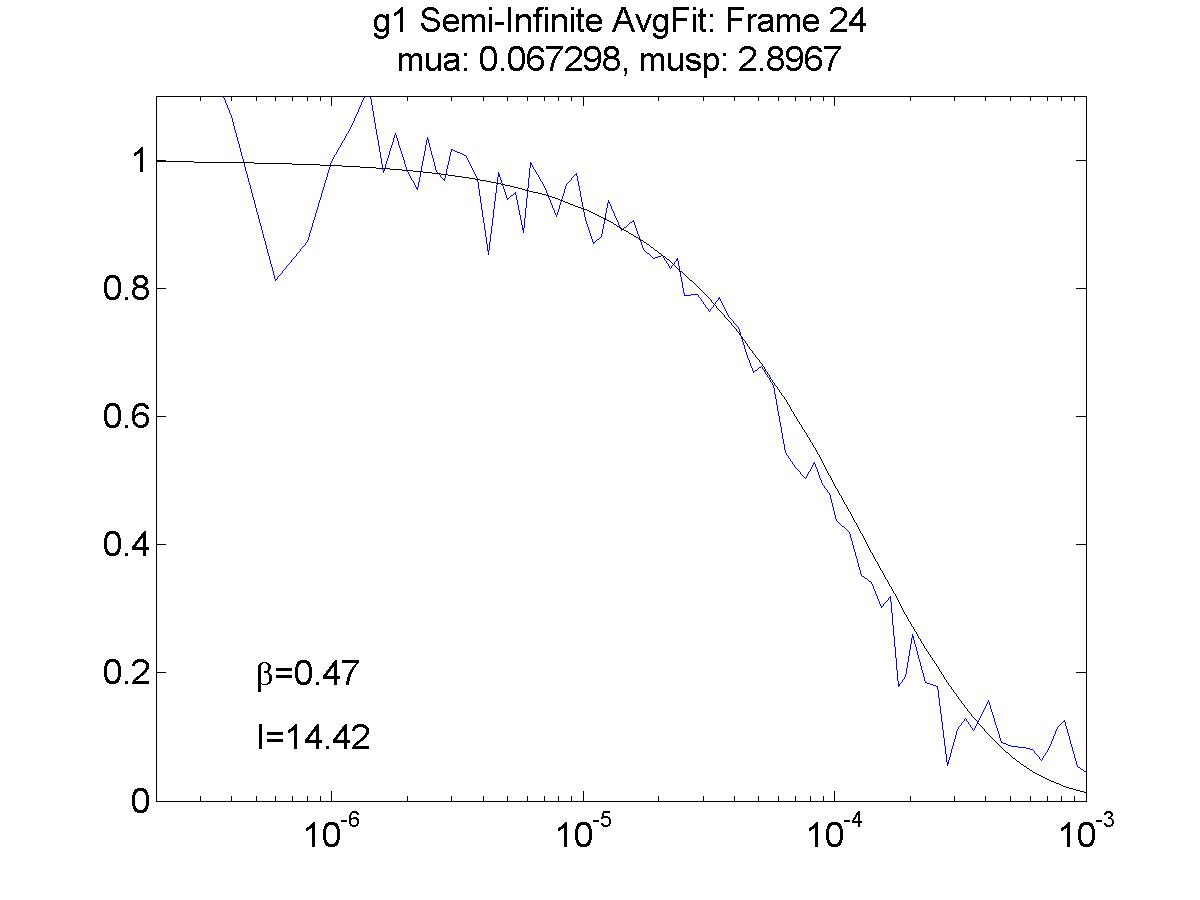 g1 Semi-Infinite AvgFit: Frame 24
mua: 0.067298, musp: 2.8967
1
0.8
0.6
0.4
0.2
0
β=0.47
I=14.42
10^-6
10^-5
10^-4
10^-3